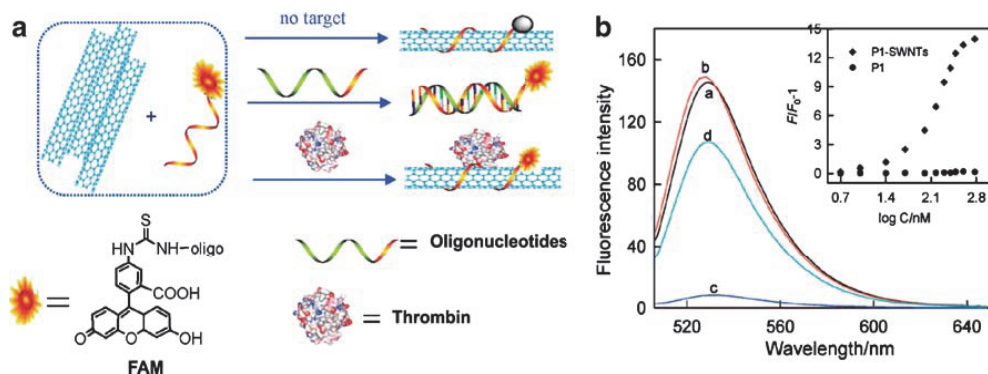 a
no target
+
S
HN
NH–oligo
COOH
O
O
OH
=
FAM
= Oligonucleotides
= Thrombin
b
Fluorescence intensity
160
120
80
40
0
b
a
d
c
520
560
600
640
Wavelength/nm
F/F₀-1
15
12
9
6
3
0
P1-SWNTs
P1
0.7
1.4
2.1
2.8
log C/nM